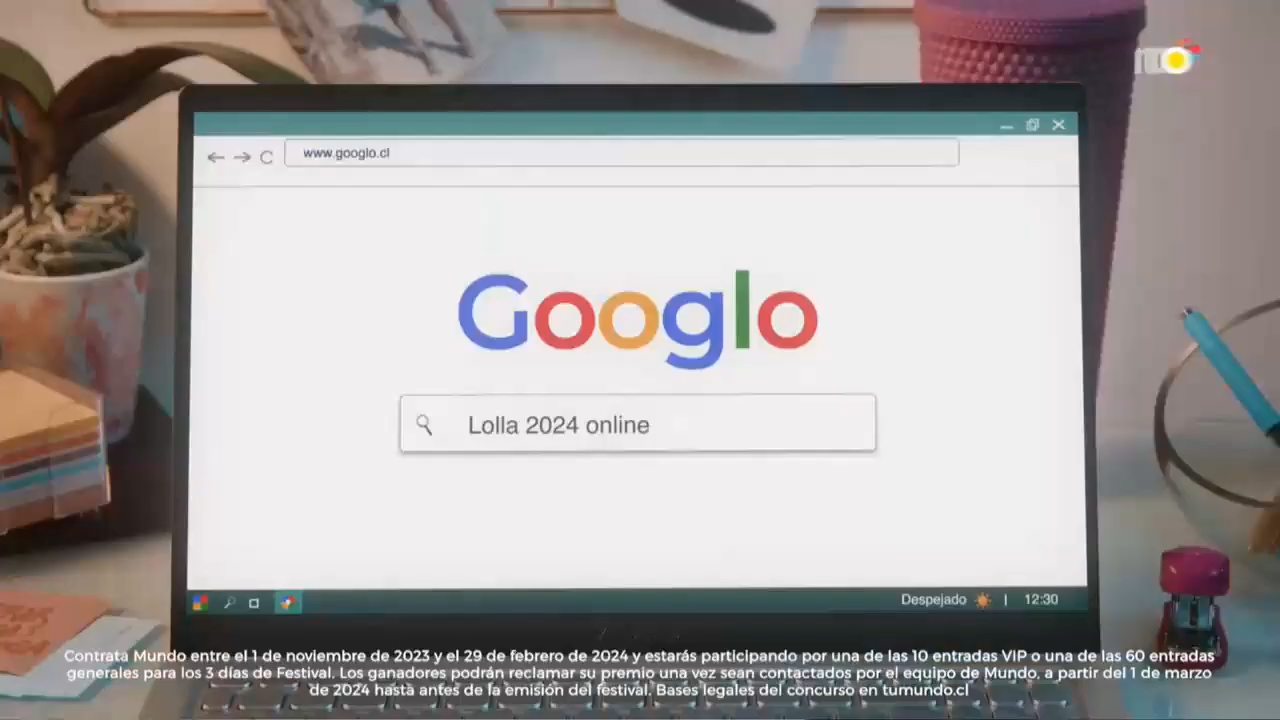 www.googlo.cl
Googlo
Lolla 2024 online
Despejado | 12:30
Contrata Mundo entre el 1 de noviembre de 2023 y el 29 de febrero de 2024 y estarás participando por una de las 10 entradas VIP o una de las 60 entradas
generales para los 3 días de Festival. Los ganadores podrán reclamar su premio una vez sean contactados por el equipo de Mundo, a partir del 1 de marzo
de 2024 hasta antes de la emisión del festival. Bases legales del concurso en tumundo.cl